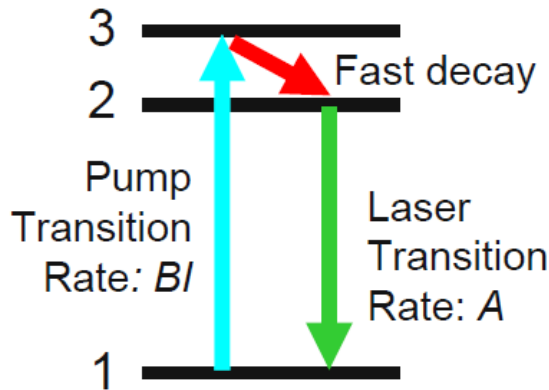 3
Fast decay
2
Pump
Transition
Rate: BI
Laser
Transition
Rate: A
1